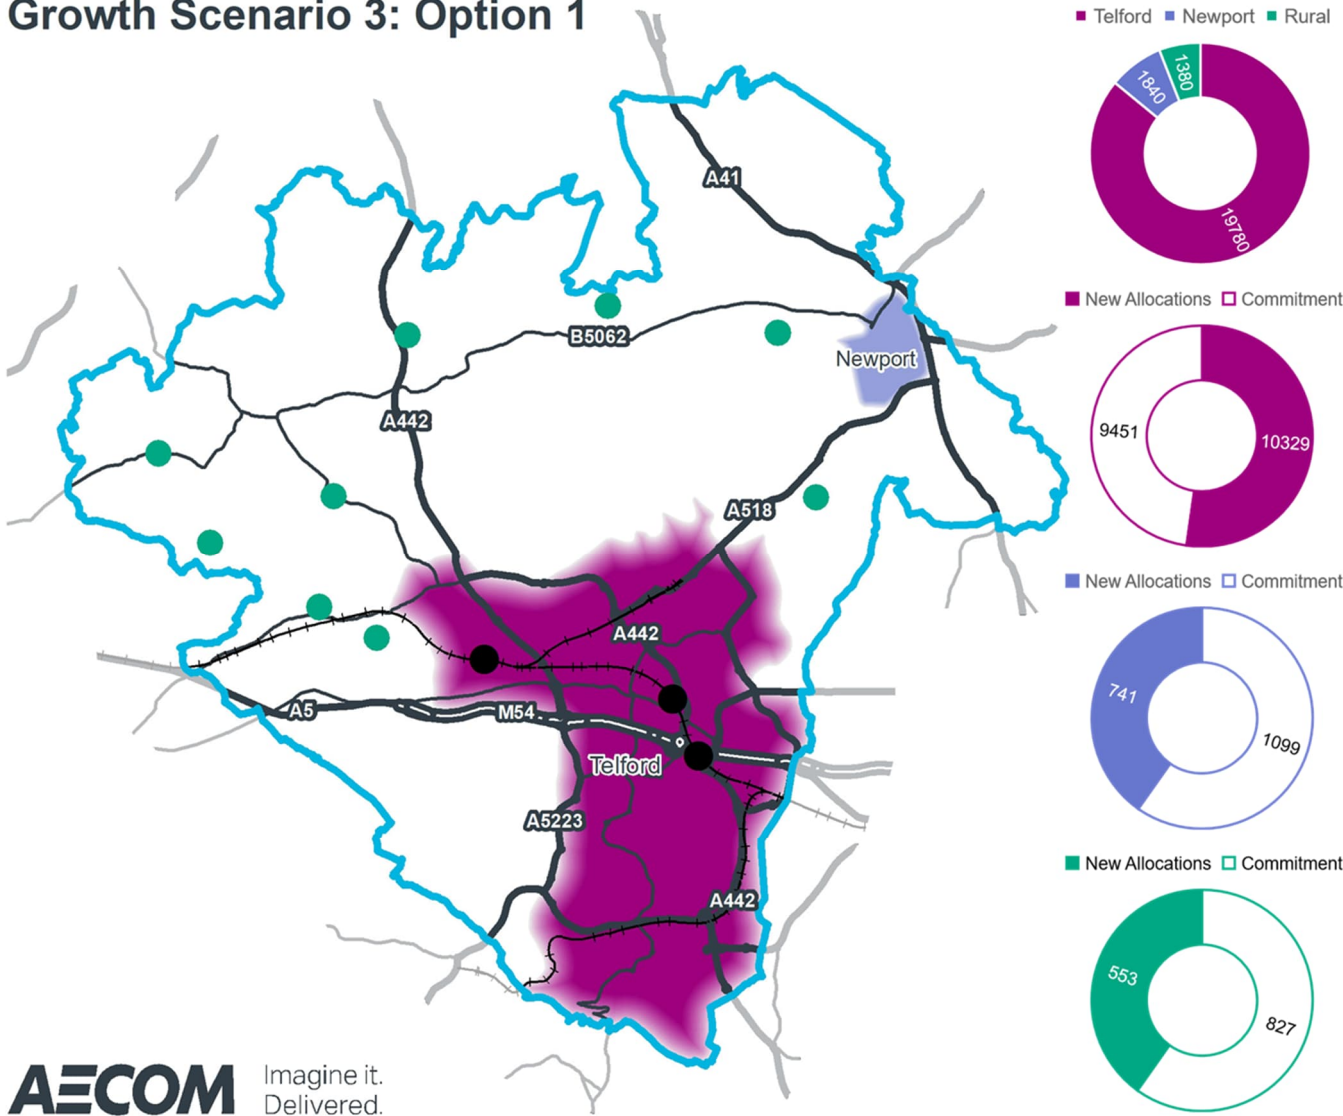 Growth Scenario 3: Option 1
Telford Newport Rural
1840
1380
19780
New Allocations Commitment
9451
10329
New Allocations Commitment
741
1099
New Allocations Commitment
553
827
A41
B5062
Newport
A442
A518
A442
A5
M54
Telford
A5223
A442
AECOM
Imagine it.
Delivered.